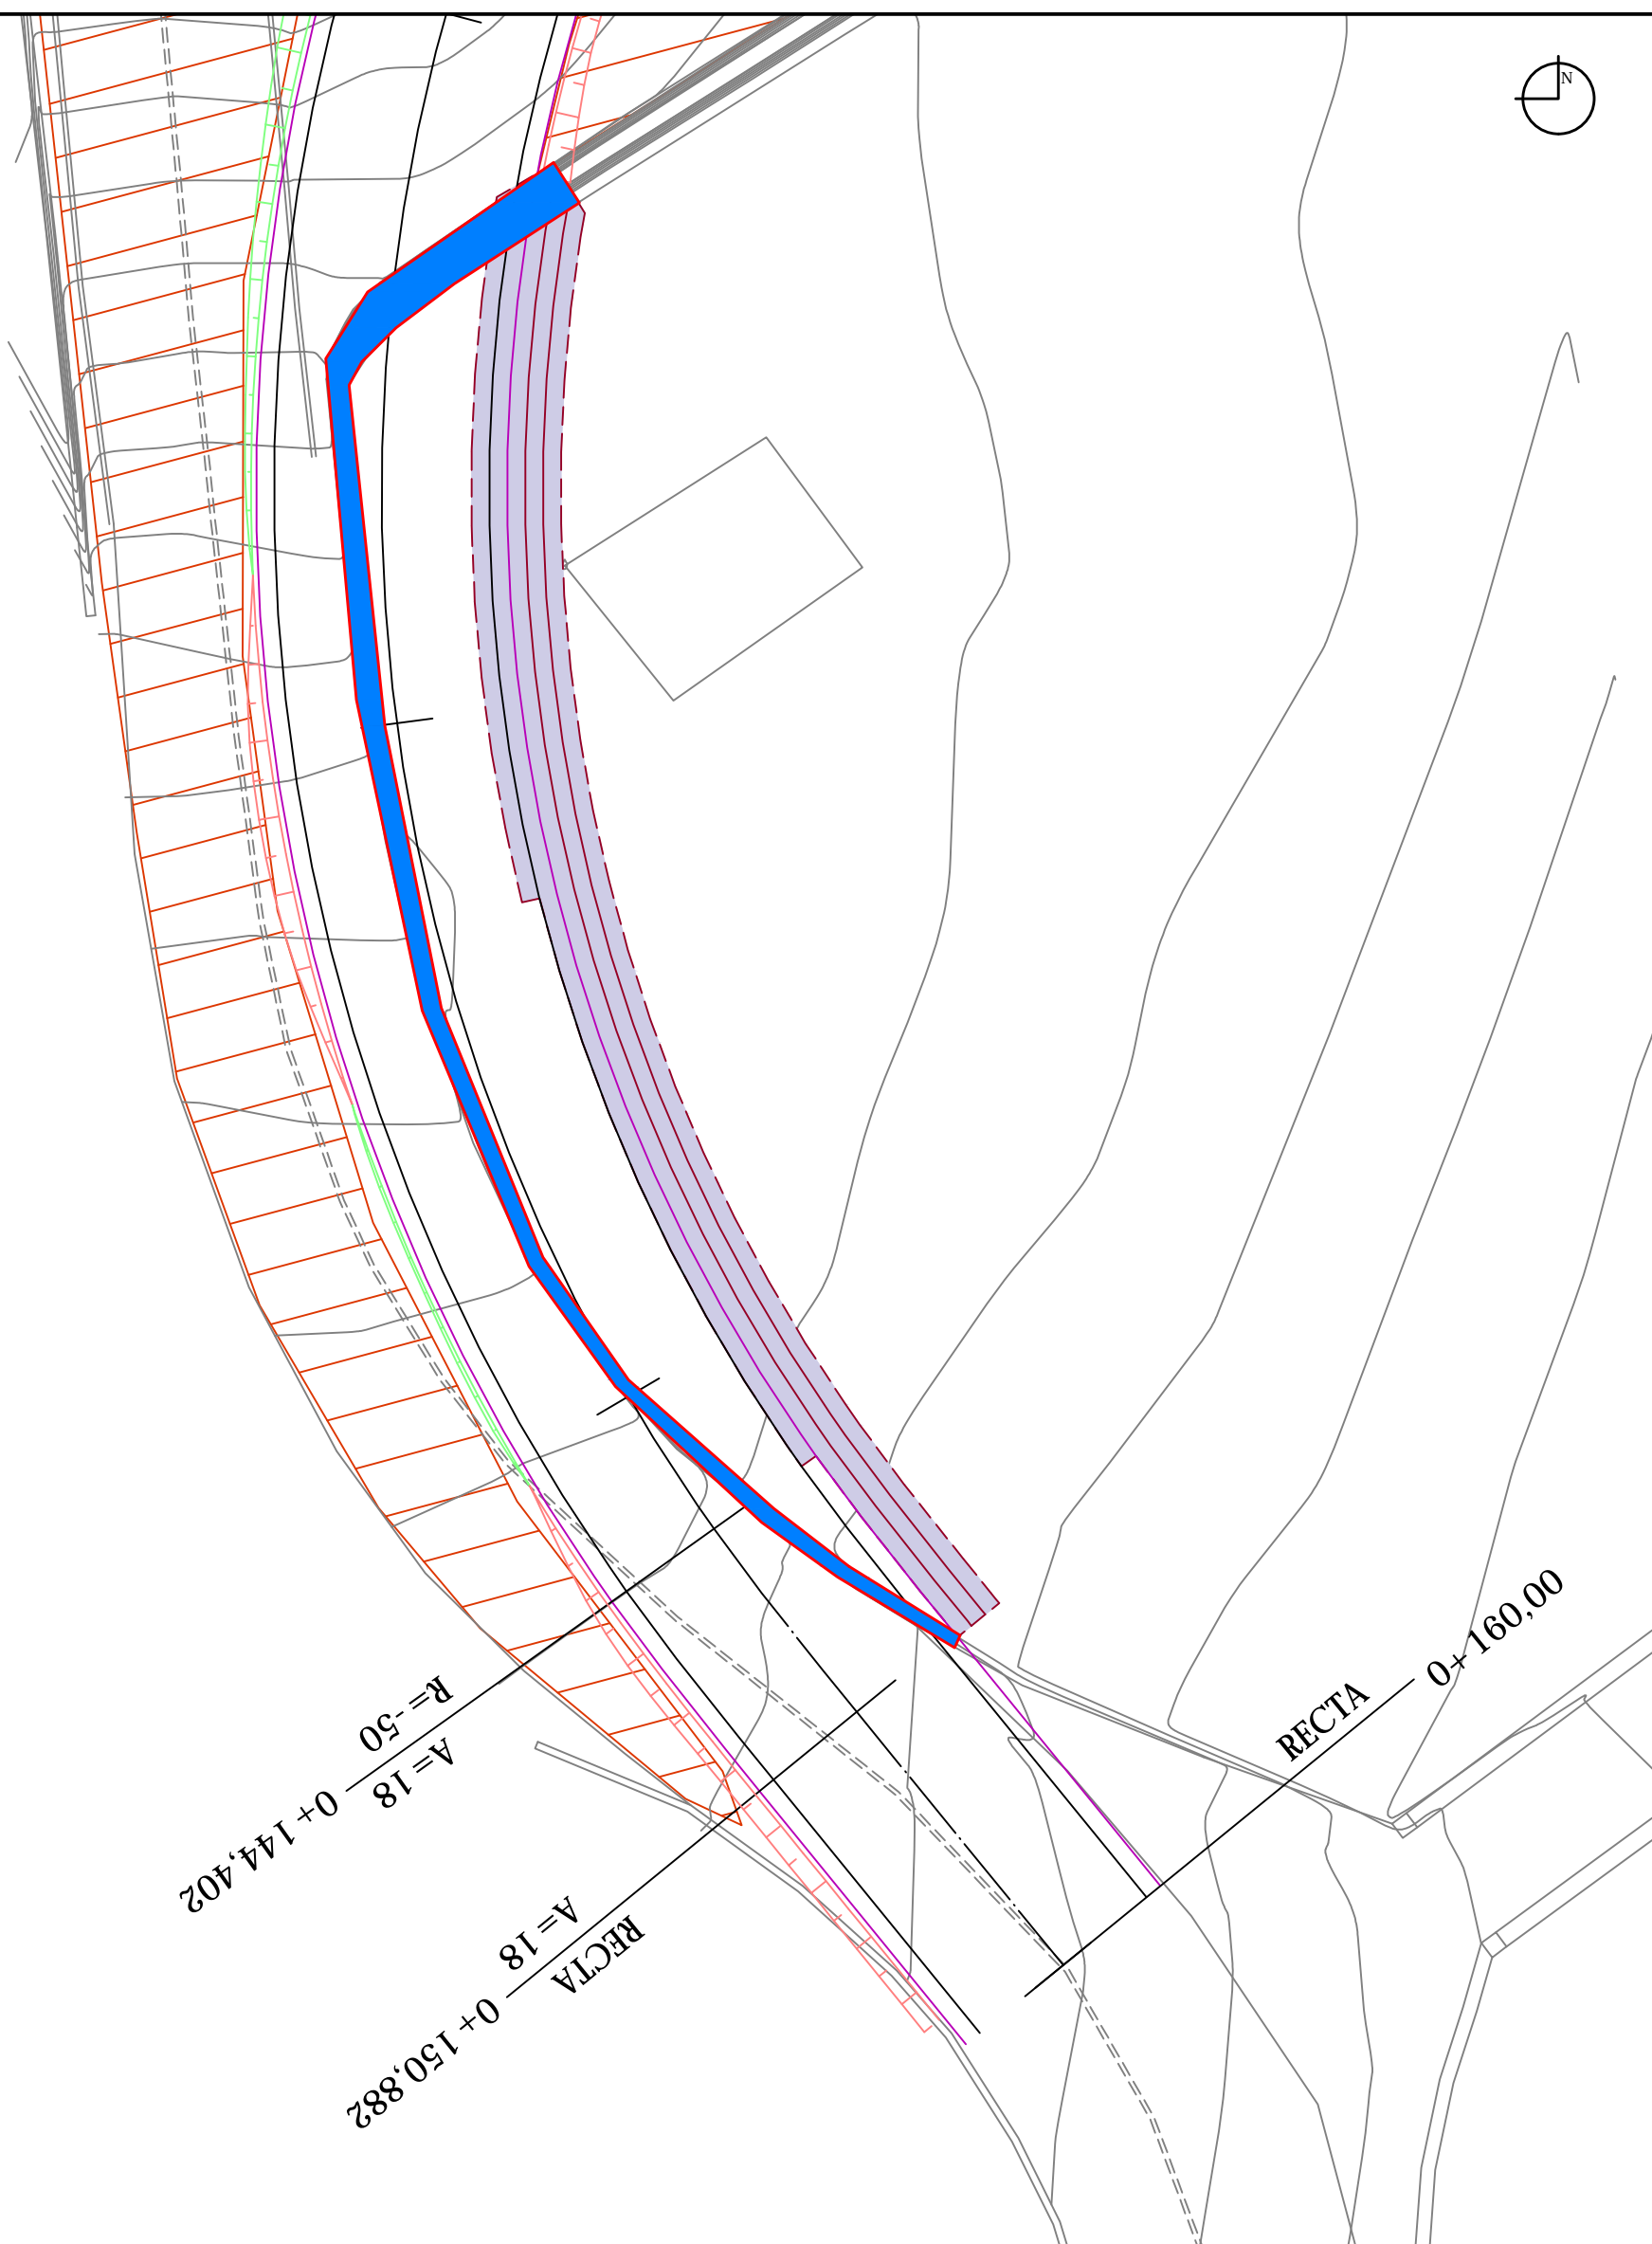 N
RECTA 0+160,00
R=-50
A=18 0+144,402
A=18
RECTA 0+150,882